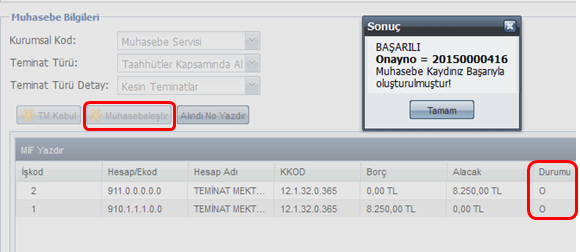 Muhasebe Bilgileri
Kurumsal Kod: Muhasebe Servisi
Teminat Türü: Taahhütler Kapsamında Al
Teminat Türü Detay: Kesin Teminatlar
Sonuç
BAŞARILI
Onayno = 20150000416
Muhasebe Kaydınız Başarıyla
oluşturulmuştur!
Tamam
TM Kabul Muhasebeleştir Alındı No Yazdır
MİF Yazdır
İşkod Hesap/Ekod Hesap Adı KKOD Borç Alacak Durumu
2 911.0.0.0.0.0 TEMİNAT MEKT... 12.1.32.0.365 0,00 TL 8.250,00 TL O
1 910.1.1.1.0.0 TEMİNAT MEKT... 12.1.32.0.365 8.250,00 TL 0,00 TL O